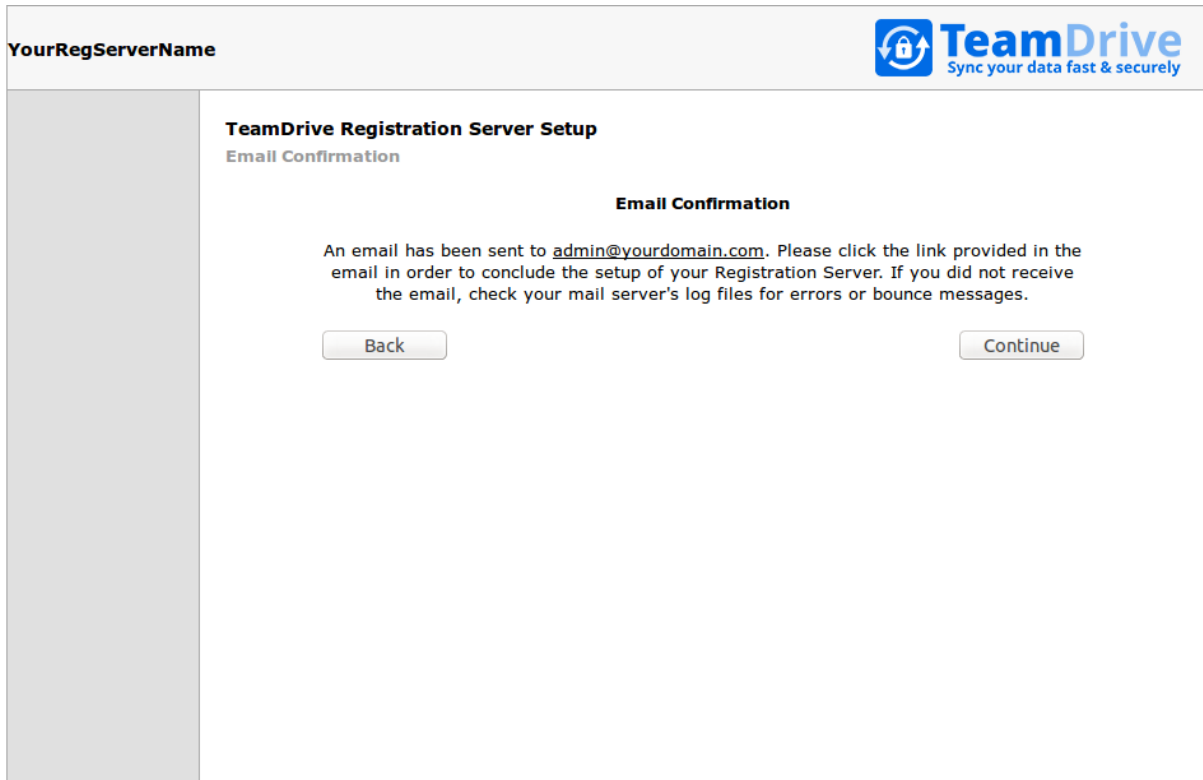 YourRegServerName
TeamDrive
Sync your data fast & securely
TeamDrive Registration Server Setup
Email Confirmation
Email Confirmation
An email has been sent to admin@yourdomain.com. Please click the link provided in the
email in order to conclude the setup of your Registration Server. If you did not receive
the email, check your mail server's log files for errors or bounce messages.
Back
Continue